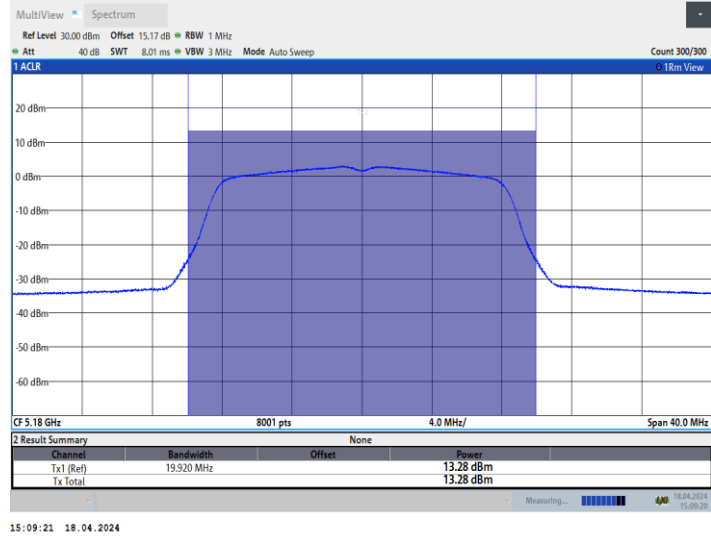 MultiView Spectrum
Ref Level 30.00 dBm Offset 15.17 dB RBW 1 MHz
Att 40 dB SWT 8.01 ms VBW 3 MHz Mode Auto Sweep Count 300/300
1 ACLR 1Rm View
20 dBm
10 dBm
0 dBm
-10 dBm
-20 dBm
-30 dBm
-40 dBm
-50 dBm
-60 dBm
CF 5.18 GHz 8001 pts 4.0 MHz/ Span 40.0 MHz
2 Result Summary None
Channel Bandwidth Offset Power
Tx1 (Ref) 19.920 MHz 13.28 dBm
Tx Total 13.28 dBm
Measuring... 18.04.2024
15:09:20
15:09:21 18.04.2024